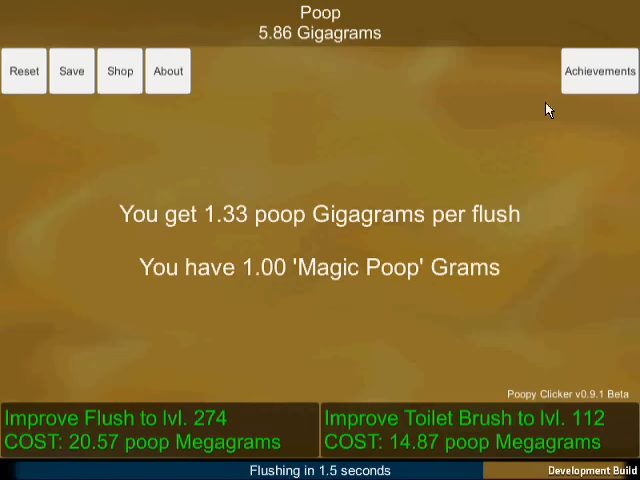 Poop
5.86 Gigagrams
Reset
Save
Shop
About
Achievements
You get 1.33 poop Gigagrams per flush
You have 1.00 'Magic Poop' Grams
Poopy Clicker v0.9.1 Beta
Improve Flush to lvl. 274
COST: 20.57 poop Megagrams
Improve Toilet Brush to lvl. 112
COST: 14.87 poop Megagrams
Flushing in 1.5 seconds
Development Build